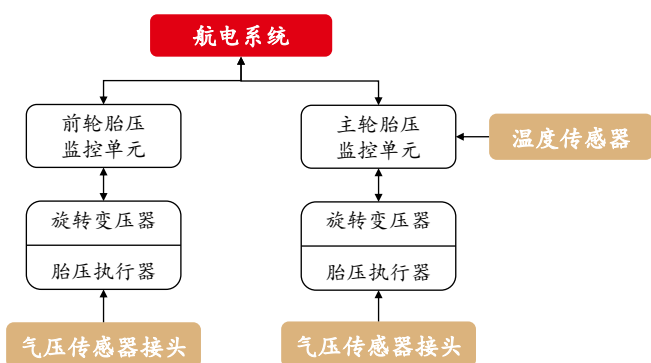 航电系统
前轮胎压
监控单元
主轮胎压
监控单元
温度传感器
旋转变压器
胎压执行器
旋转变压器
胎压执行器
气压传感器接头
气压传感器接头